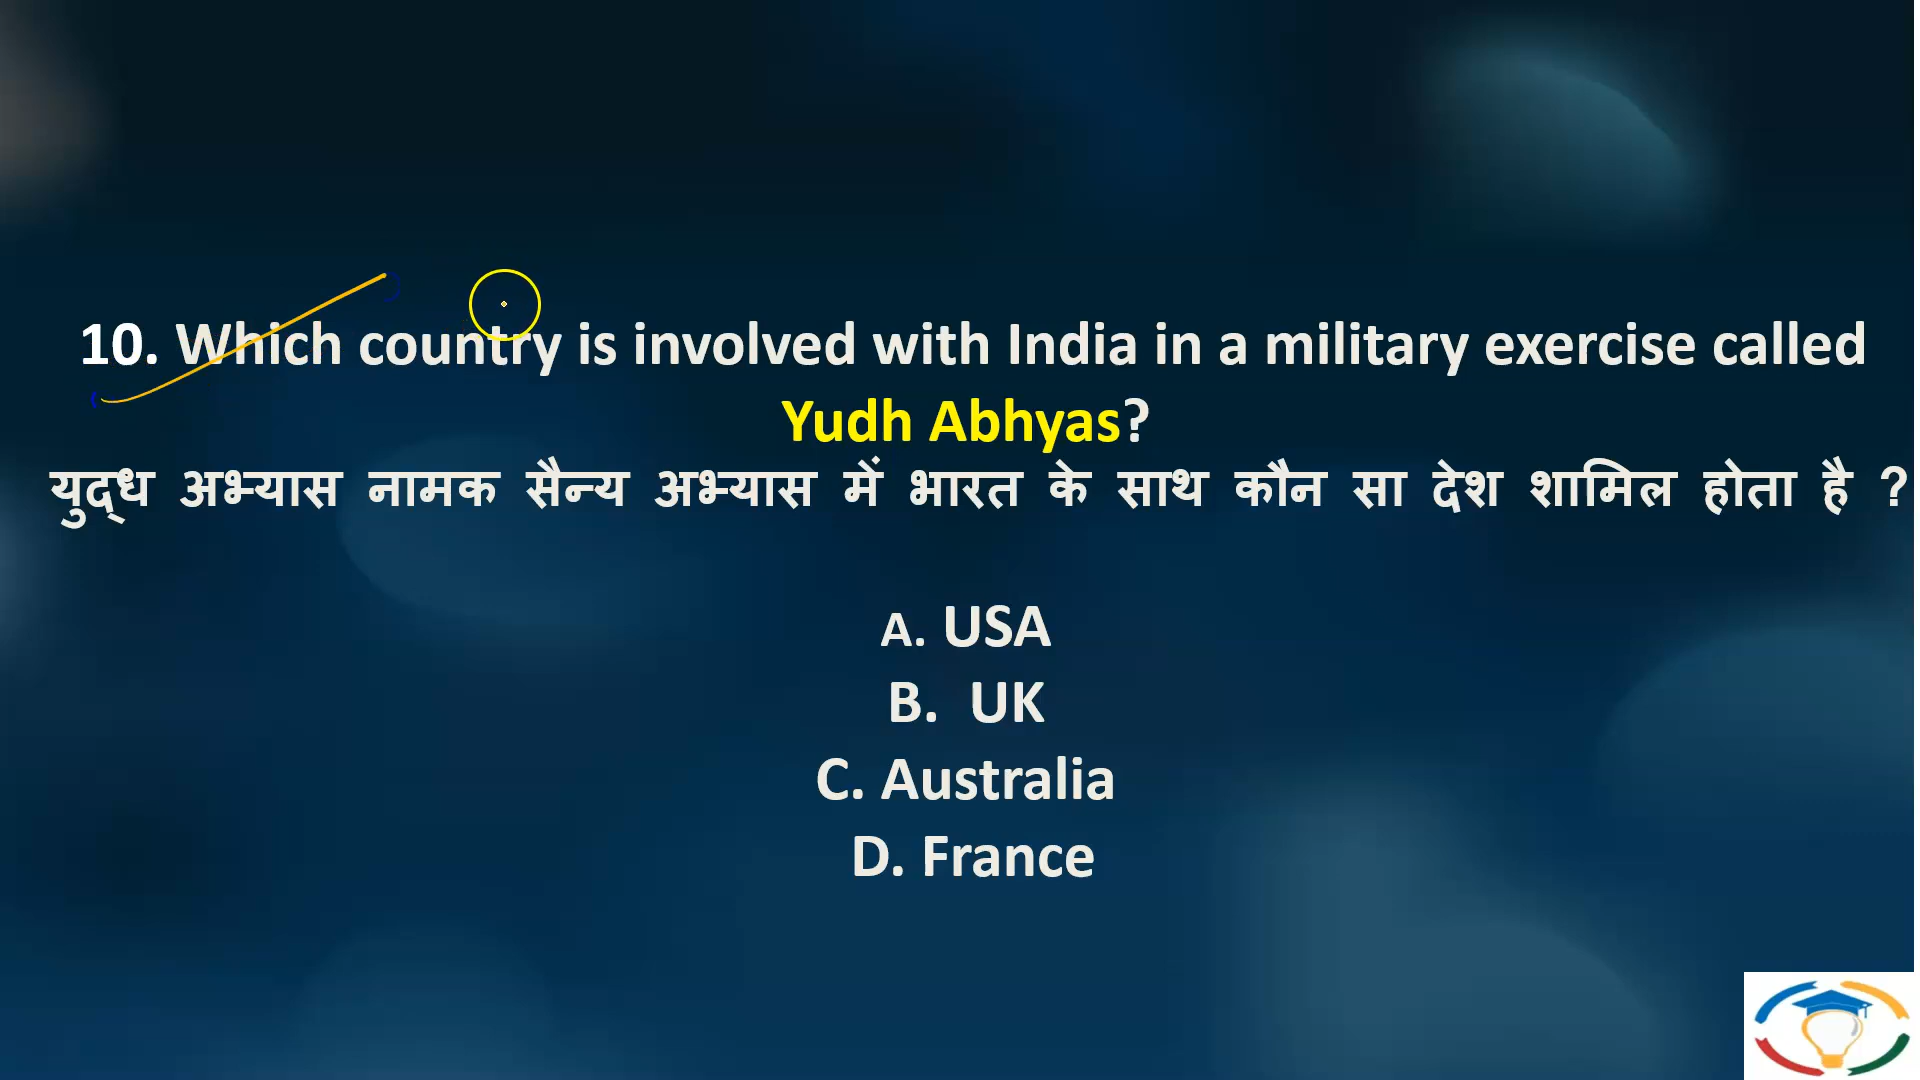 10. Which country is involved with India in a military exercise called
Yudh Abhyas?
युद्ध अभ्यास नामक सैन्य अभ्यास में भारत के साथ कौन सा देश शामिल होता है ?
A. USA
B. UK
C. Australia
D. France